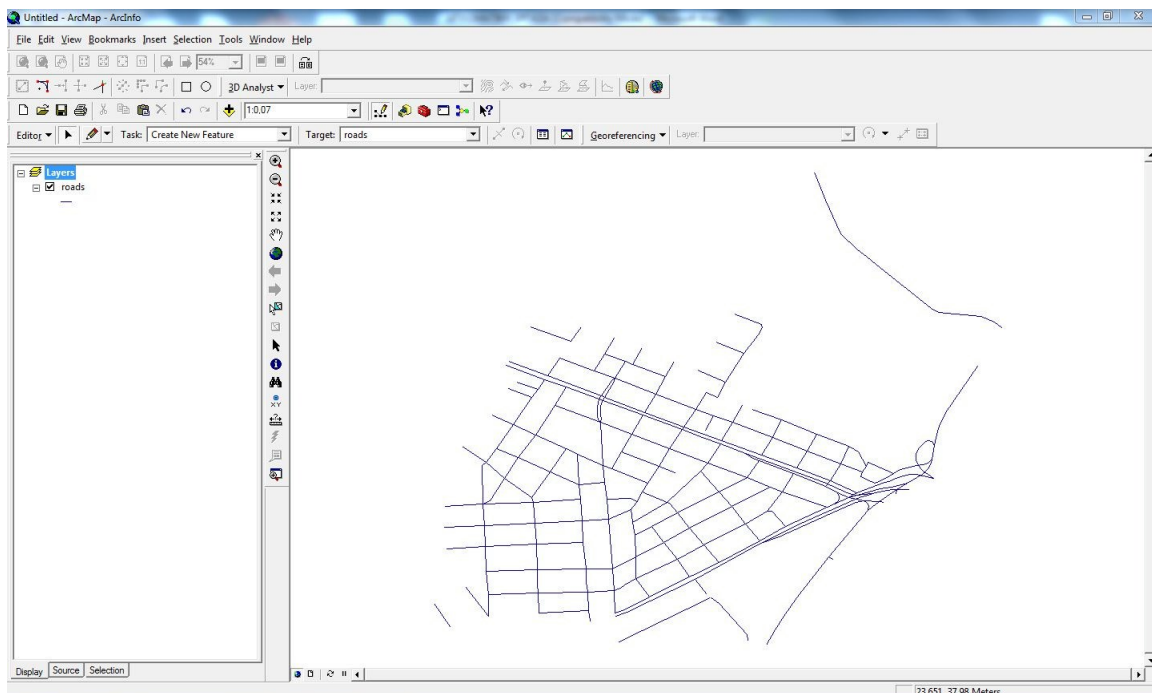 Untitled - ArcMap - ArcInfo
File Edit View Bookmarks Insert Selection Tools Window Help
54%
3D Analyst Layer:
1:0,07
Editor Task: Create New Feature Target: roads Georeferencing Layer:
Layers
roads
XY
Display Source Selection
23,651 37,98 Meters